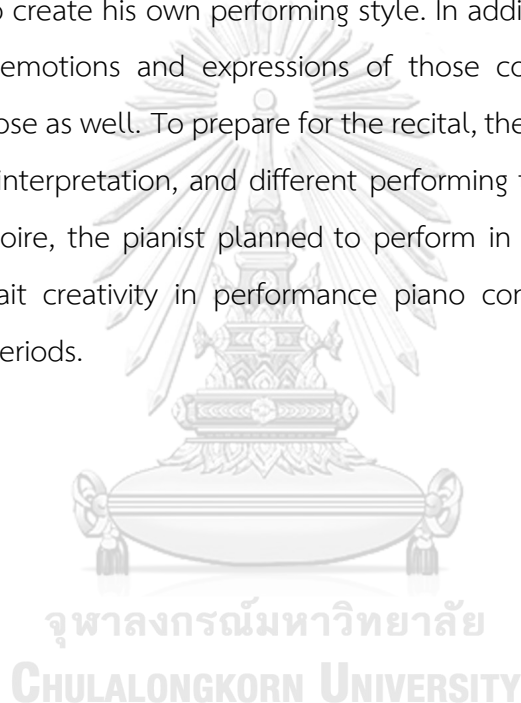 o create his own performing style. In addi
emotions and expressions of those co
ose as well. To prepare for the recital, the
interpretation, and different performing t
oire, the pianist planned to perform in
ait creativity in performance piano con
eriods.
จุฬาลงกรณ์มหาวิทยาลัย
CHULALONGKORN UNIVERSITY